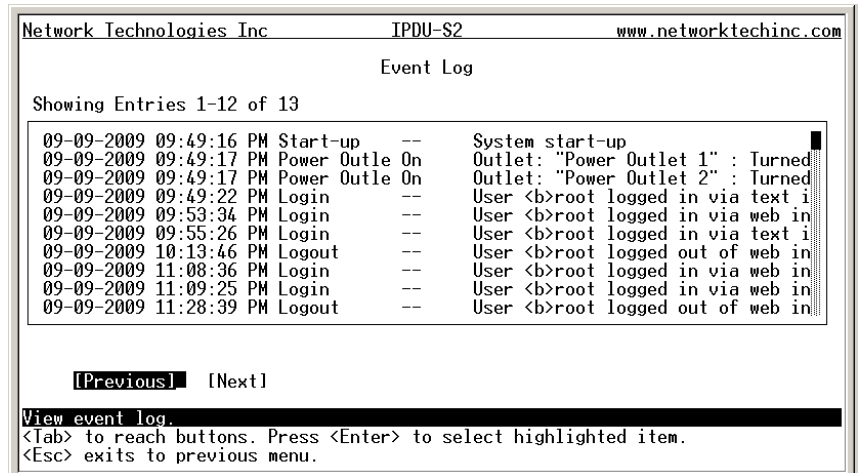 Network Technologies Inc IPDU-S2 www.networktechinc.com
Event Log
Showing Entries 1-12 of 13
09-09-2009 09:49:16 PM Start-up -- System start-up
09-09-2009 09:49:17 PM Power Outle On Outlet: "Power Outlet 1" : Turned
09-09-2009 09:49:17 PM Power Outle On Outlet: "Power Outlet 2" : Turned
09-09-2009 09:49:22 PM Login -- User <b>root logged in via text i
09-09-2009 09:53:34 PM Login -- User <b>root logged in via web in
09-09-2009 09:55:26 PM Login -- User <b>root logged in via text i
09-09-2009 10:13:46 PM Logout -- User <b>root logged out of web in
09-09-2009 11:08:36 PM Login -- User <b>root logged in via web in
09-09-2009 11:09:25 PM Login -- User <b>root logged in via web in
09-09-2009 11:28:39 PM Logout -- User <b>root logged out of web in
[Previous] [Next]
View event log.
<Tab> to reach buttons. Press <Enter> to select highlighted item.
<Esc> exits to previous menu.